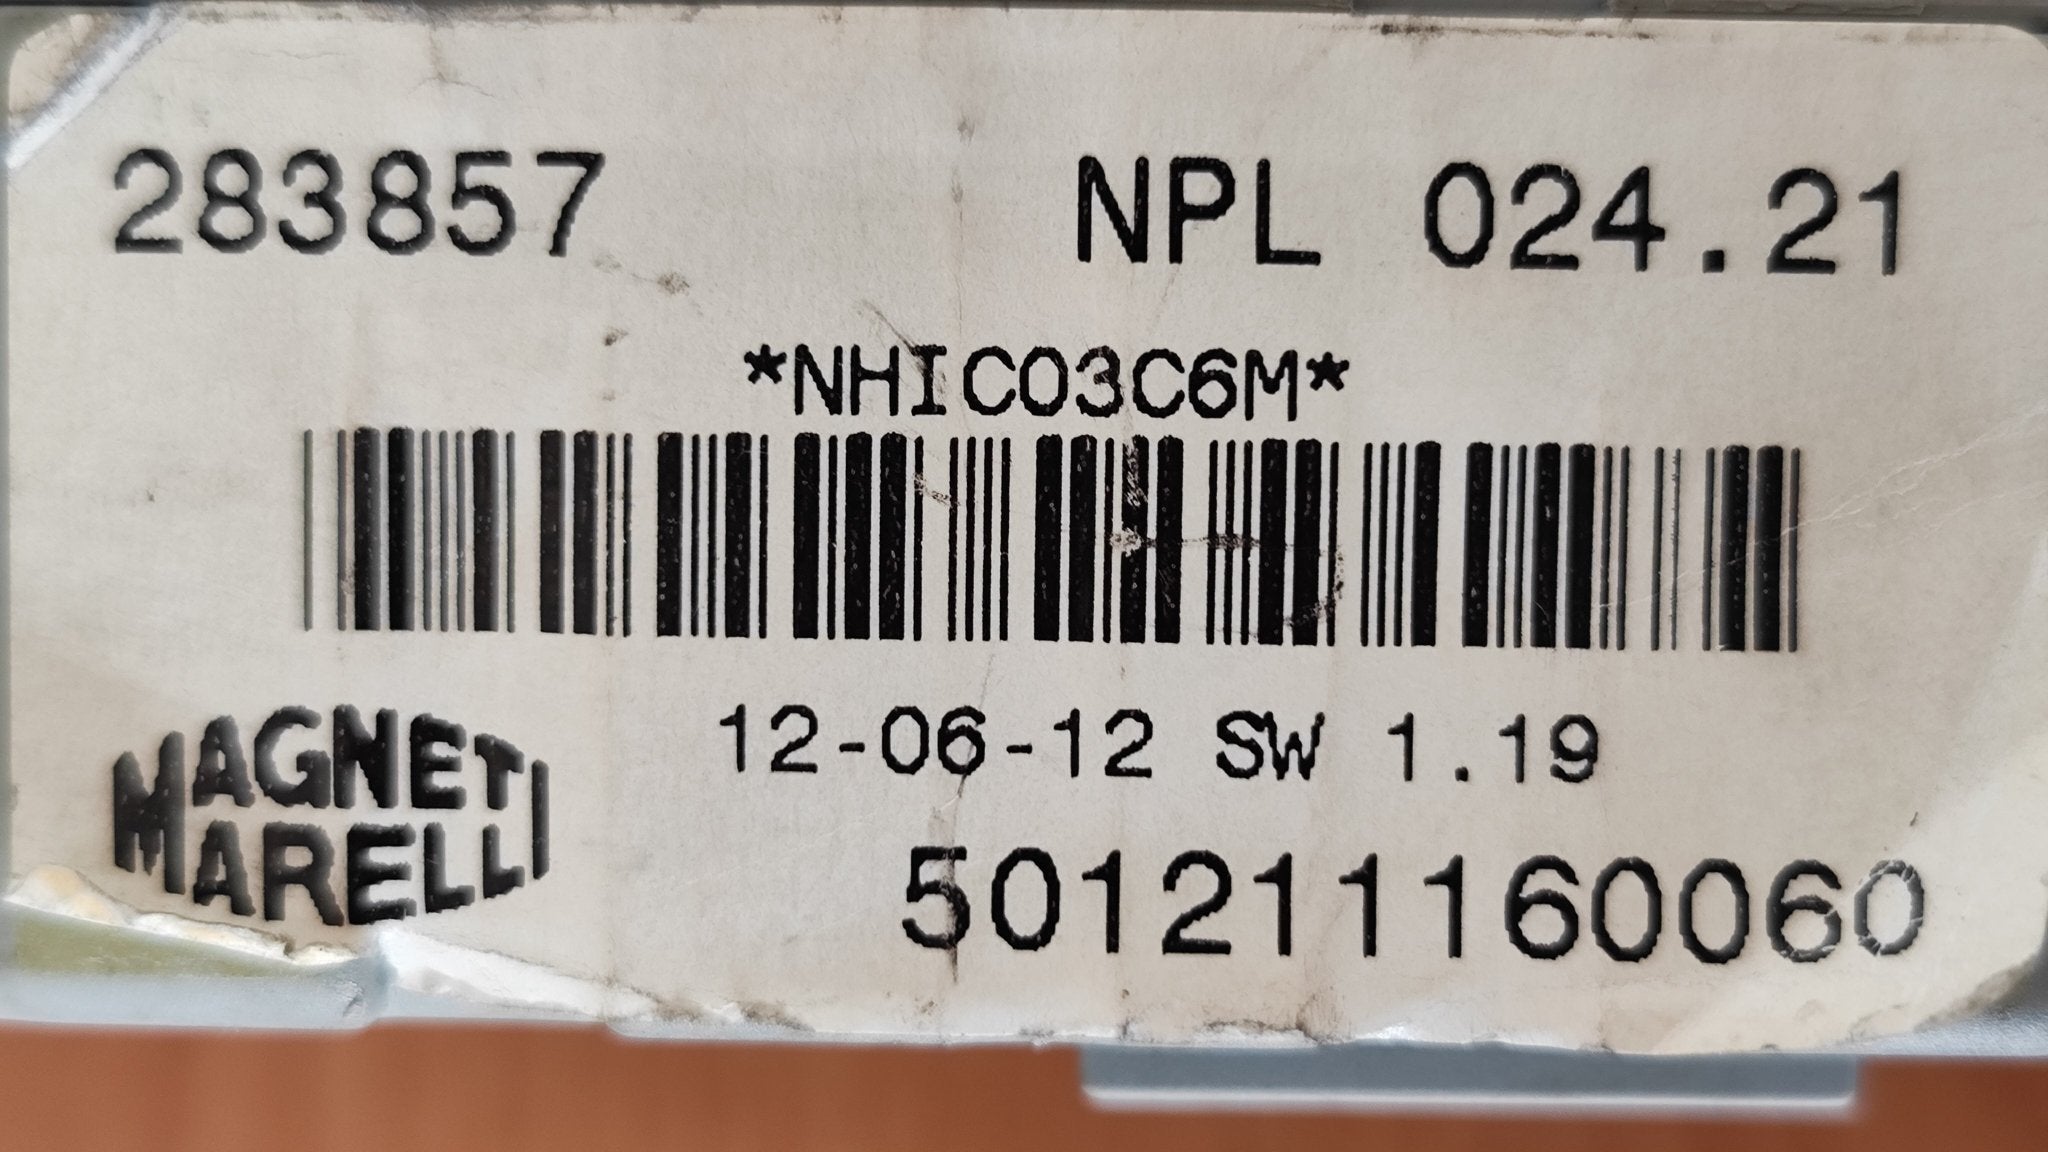 283857 NPL 024.21
*NHIC03C6M*
12-06-12 SW 1.19
MAGNETI
MARELLI
501211160060